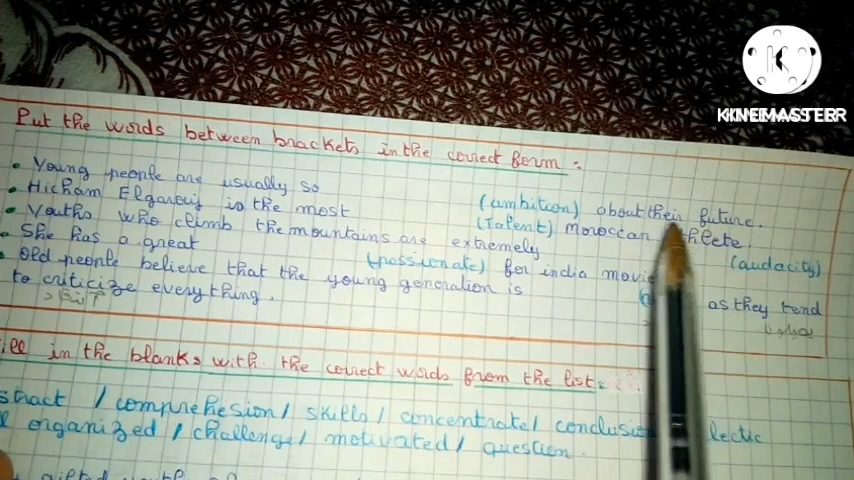 KINEMASTER
Put the words between brackets in the correct form :
• Young people are usually so (ambition) about their future.
• Hicham Elgarouj is the most (Talent) Moroccan athlete.
• Youths who climb the mountains are extremely (audacity)
• She has a great (passionate) for india movie
• Old people believe that the young generation is as they tend
to criticize everything.
in the blanks with the correct words from the list:
/ comprehesion / skills / concentrate / conclusion
organized / challenge / motivated / question